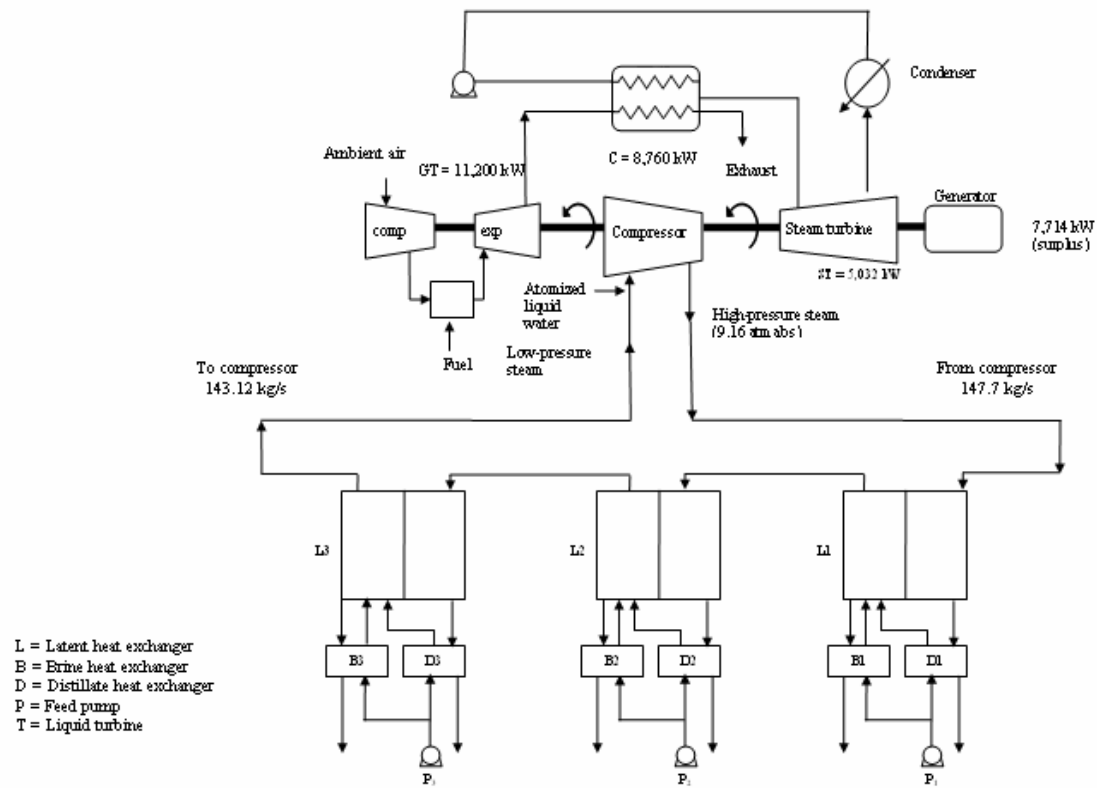 Condenser
Ambient air
GT = 11,200 kW
C = 8,760 kW
Exhaust
Generator
comp
exp
Compressor
Steam turbine
7,714 kW
(surplus)
ST = 5,032 kW
Atomized
liquid
water
High-pressure steam
(9.16 atm abs)
Fuel
Low-pressure
steam
To compressor
143.12 kg/s
From compressor
147.7 kg/s
L3
L2
L1
L = Latent heat exchanger
B = Brine heat exchanger
D = Distillate heat exchanger
P = Feed pump
T = Liquid turbine
B3
D3
B2
D2
B1
D1
P₃
P₂
P₁